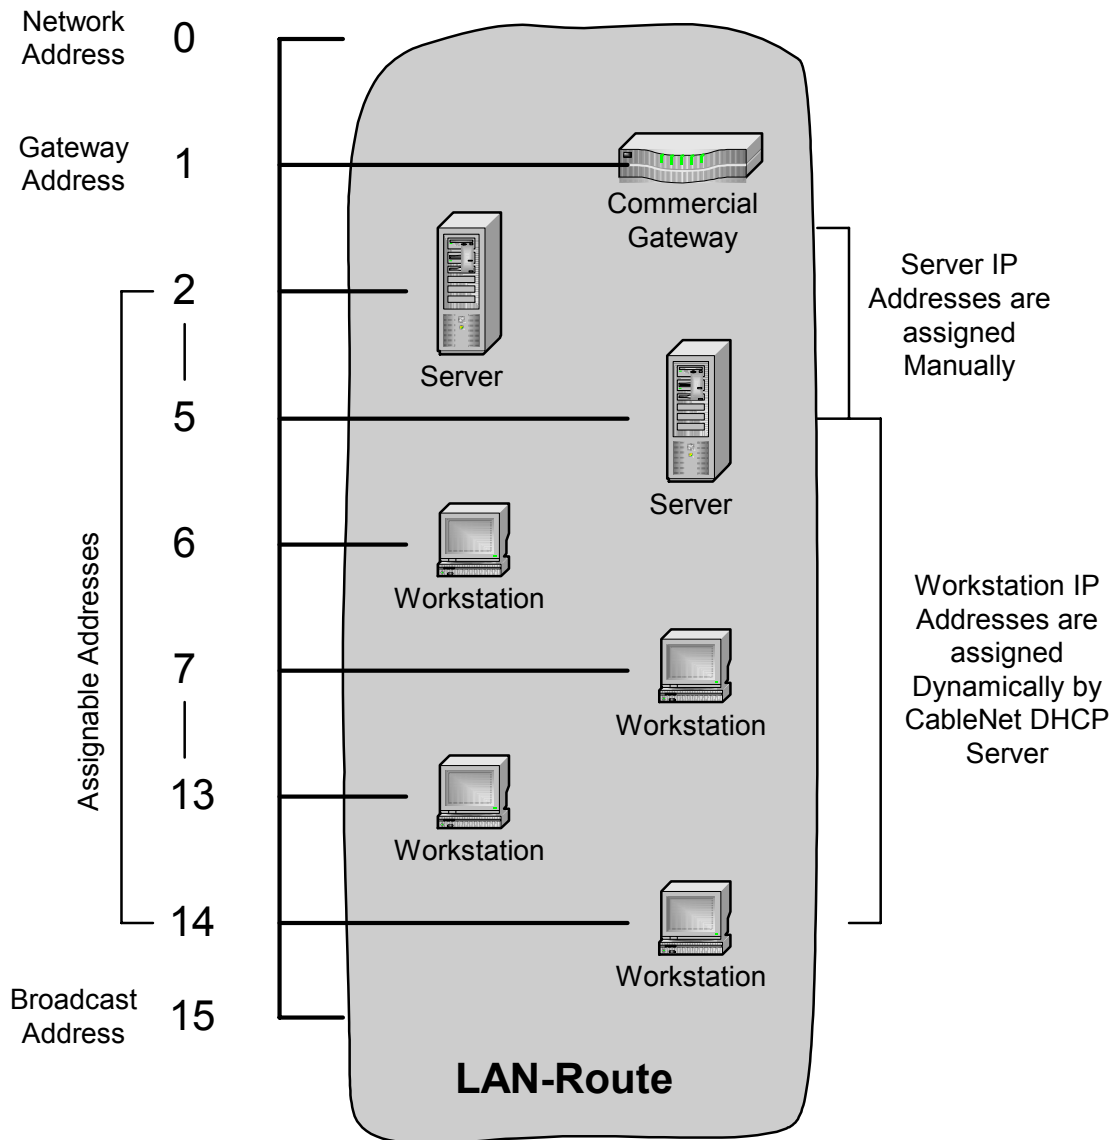 Network
Address
0
Gateway
Address
1
Commercial
Gateway
Server IP
Addresses are
assigned
Manually
2
Server
5
Server
6
Workstation
Assignable Addresses
Workstation IP
Addresses are
assigned
Dynamically by
CableNet DHCP
Server
7
Workstation
13
Workstation
14
Workstation
Broadcast
Address
15
LAN-Route